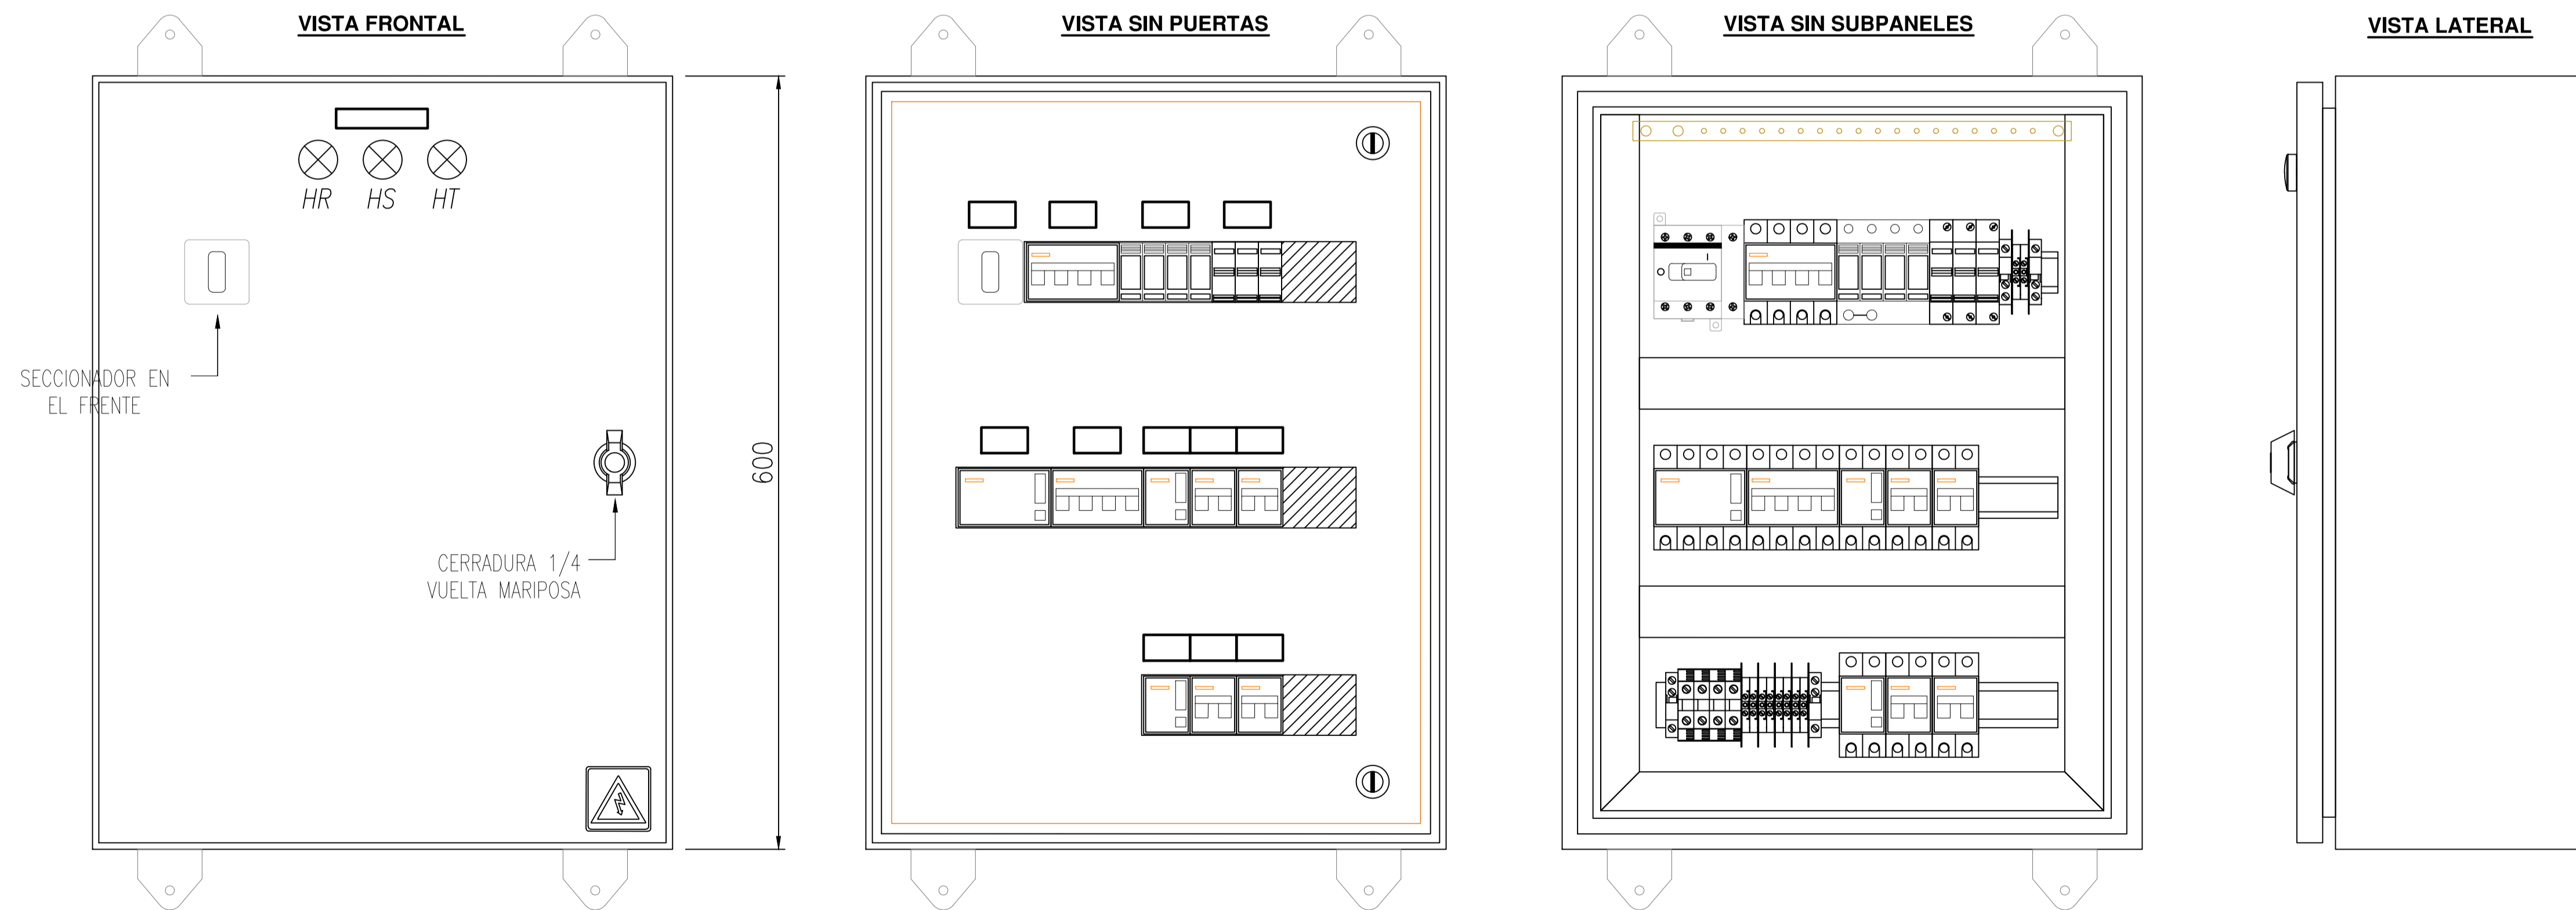 VISTA FRONTAL
VISTA SIN PUERTAS
VISTA SIN SUBPANELES
VISTA LATERAL
HR
HS
HT
SECCIONADOR EN
EL FRENTE
600
CERRADURA 1/4
VUELTA MARIPOSA
I